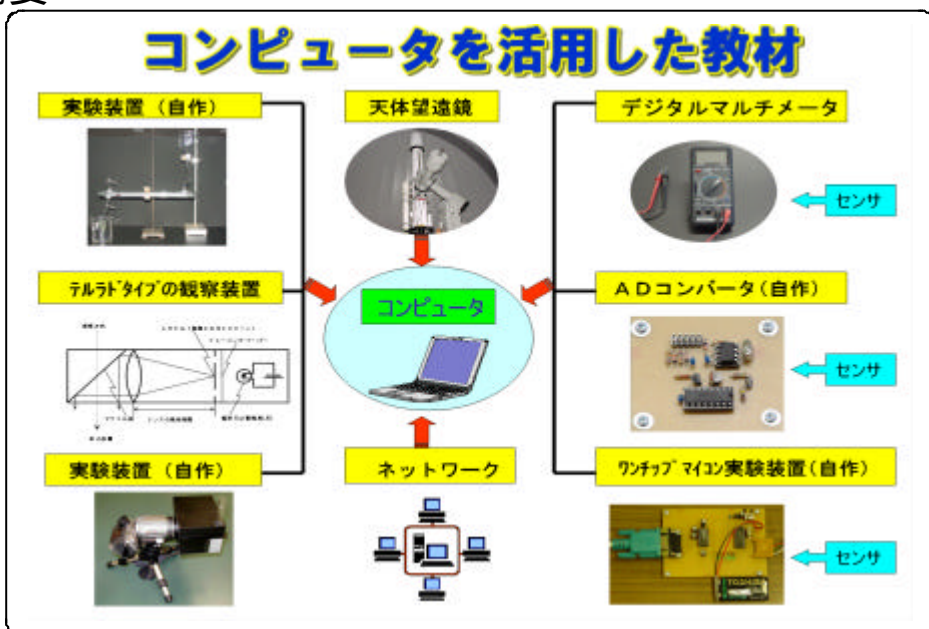 コンピュータを活用した教材
実験装置（自作）
天体望遠鏡
デジタルマルチメータ
センサ
ﾃﾙﾗﾄﾞﾀｲﾌﾟの観察装置
コンピュータ
ＡＤコンバータ(自作)
センサ
実験装置（自作）
ネットワーク
ﾜﾝﾁｯﾌﾟﾏｲｺﾝ実験装置(自作)
センサ
TOSHIBA